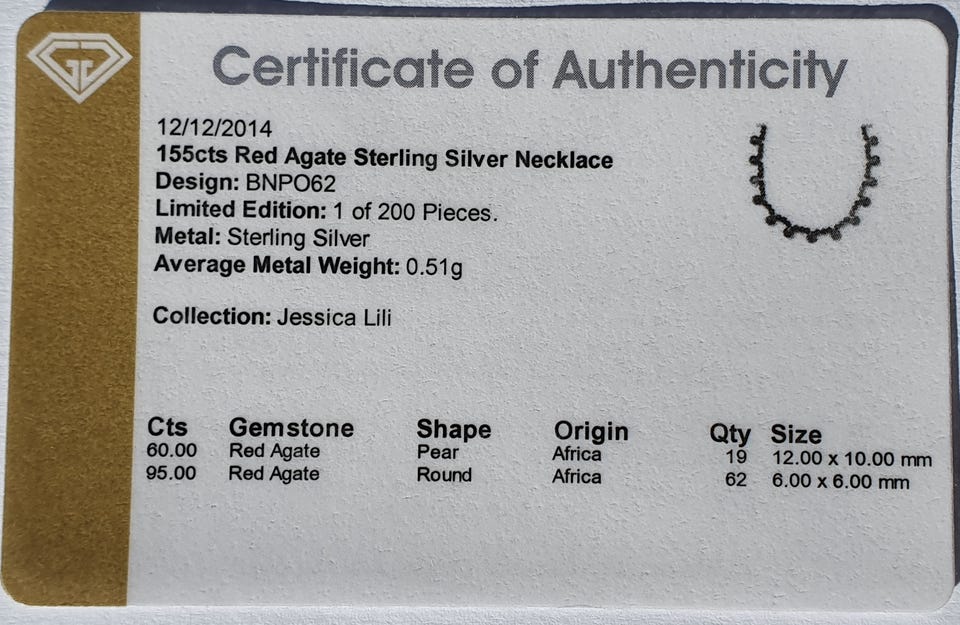 Certificate of Authenticity
12/12/2014
155cts Red Agate Sterling Silver Necklace
Design: BNPO62
Limited Edition: 1 of 200 Pieces.
Metal: Sterling Silver
Average Metal Weight: 0.51g
Collection: Jessica Lili
Cts Gemstone Shape Origin Qty Size
60.00 Red Agate Pear Africa 19 12.00 x 10.00 mm
95.00 Red Agate Round Africa 62 6.00 x 6.00 mm